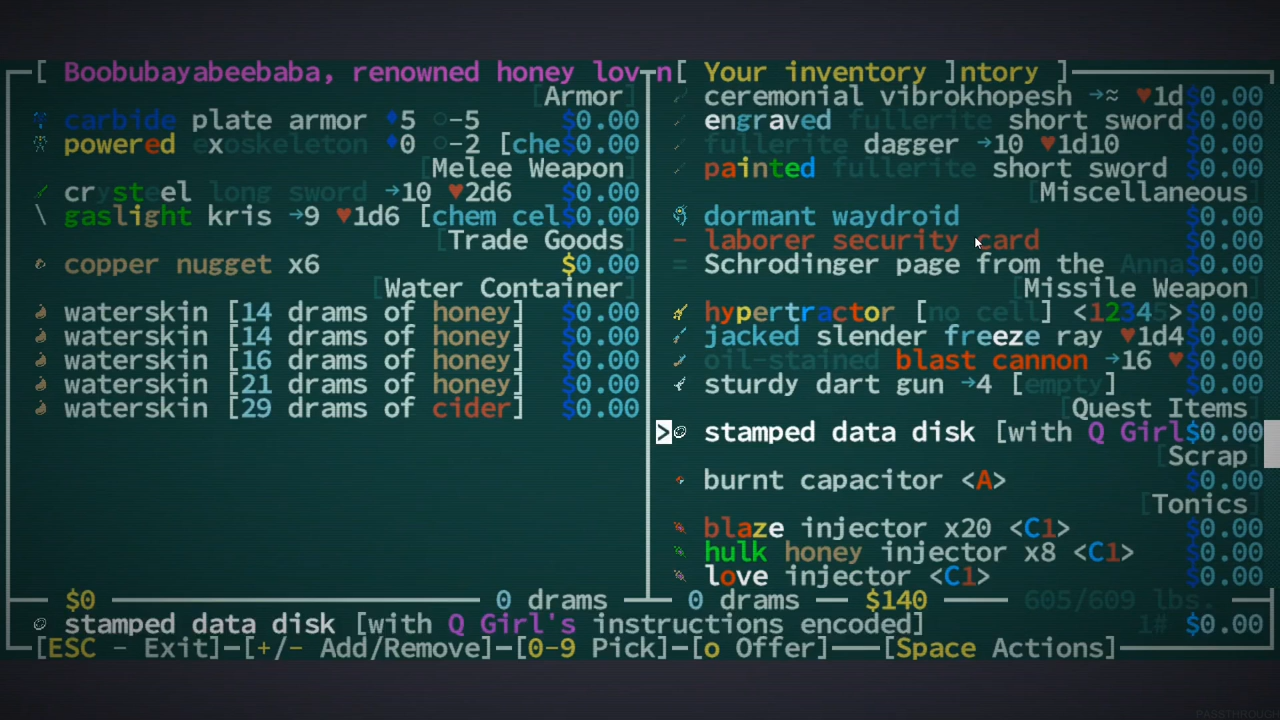 [ Boobubayabeebaba, renowned honey lov
[Armor]
carbide plate armor ♦5 ○-5 $0.00
powered exoskeleton ♦0 ○-2 [che$0.00
[Melee Weapon]
crysteel long sword →10 ♥2d6 $0.00
gaslight kris →9 ♥1d6 [chem cel$0.00
[Trade Goods]
copper nugget x6 $0.00
[Water Container]
waterskin [14 drams of honey] $0.00
waterskin [14 drams of honey] $0.00
waterskin [16 drams of honey] $0.00
waterskin [21 drams of honey] $0.00
waterskin [29 drams of cider] $0.00
n[ Your inventory ]ntory ]
ceremonial vibrokhopesh →≈ ♥1d$0.00
engraved fullerite short sword $0.00
fullerite dagger →10 ♥1d10 $0.00
painted fullerite short sword $0.00
[Miscellaneous]
dormant waydroid $0.00
laborer security card $0.00
Schrodinger page from the Anna$0.00
[Missile Weapon]
hypertractor [no cell] <12345>$0.00
jacked slender freeze ray ♥1d4$0.00
oil-stained blast cannon →16 ♥$0.00
sturdy dart gun →4 [empty] $0.00
[Quest Items]
> stamped data disk [with Q Girl$0.00
[Scrap]
burnt capacitor <A> $0.00
[Tonics]
blaze injector x20 <C1> $0.00
hulk honey injector x8 <C1> $0.00
love injector <C1> $0.00
$0 0 drams 0 drams $140 605/609 lbs.
stamped data disk [with Q Girl's instructions encoded] 1# $0.00
[ESC - Exit]-[+/- Add/Remove]-[0-9 Pick]-[o Offer] [Space Actions]